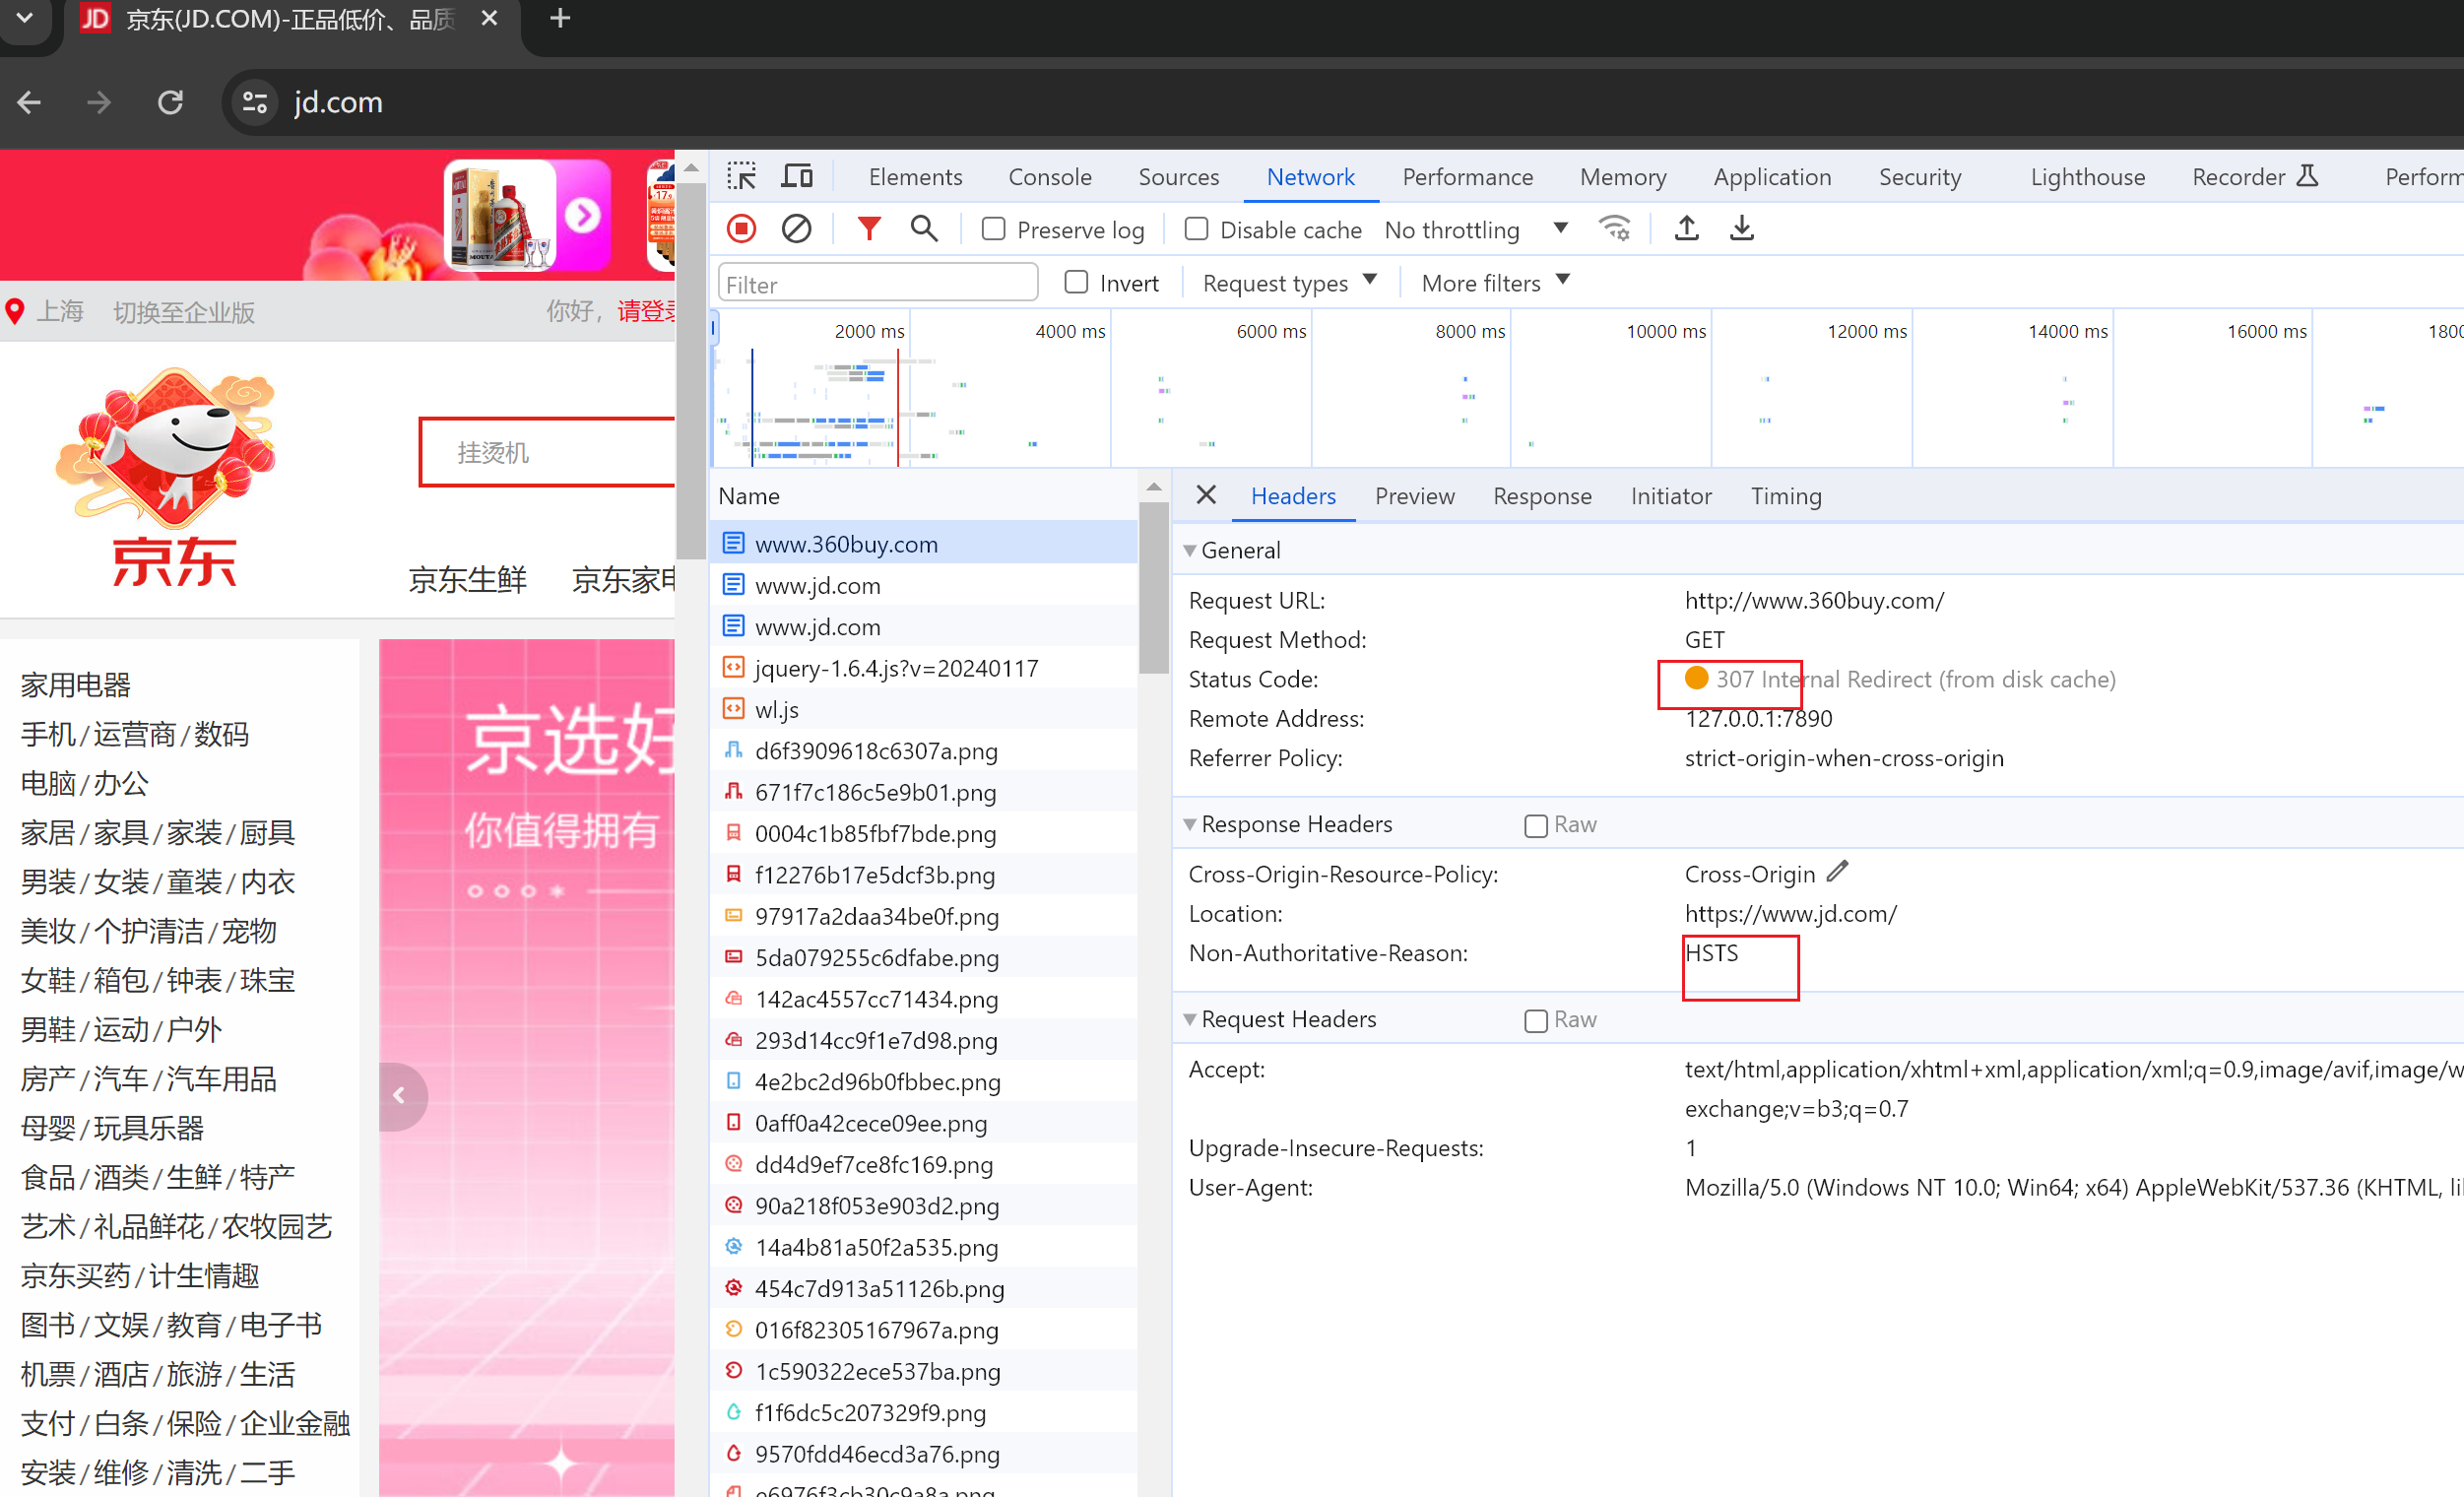 京东(JD.COM)-正品低价、品质
jd.com
上海
切换至企业版
你好，请登录
挂烫机
京东
京东生鲜
京东家电
家用电器
手机/运营商/数码
电脑/办公
家居/家具/家装/厨具
男装/女装/童装/内衣
美妆/个护清洁/宠物
女鞋/箱包/钟表/珠宝
男鞋/运动/户外
房产/汽车/汽车用品
母婴/玩具乐器
食品/酒类/生鲜/特产
艺术/礼品鲜花/农牧园艺
京东买药/计生情趣
图书/文娱/教育/电子书
机票/酒店/旅游/生活
支付/白条/保险/企业金融
安装/维修/清洗/二手
京选好
你值得拥有
Elements Console Sources Network Performance Memory Application Security Lighthouse Recorder Perform
Preserve log Disable cache No throttling
Filter Invert Request types More filters
2000 ms 4000 ms 6000 ms 8000 ms 10000 ms 12000 ms 14000 ms 16000 ms 1800
Name
www.360buy.com
www.jd.com
www.jd.com
jquery-1.6.4.js?v=20240117
wl.js
d6f3909618c6307a.png
671f7c186c5e9b01.png
0004c1b85fbf7bde.png
f12276b17e5dcf3b.png
97917a2daa34be0f.png
5da079255c6dfabe.png
142ac4557cc71434.png
293d14cc9f1e7d98.png
4e2bc2d96b0fbbec.png
0aff0a42cece09ee.png
dd4d9ef7ce8fc169.png
90a218f053e903d2.png
14a4b81a50f2a535.png
454c7d913a51126b.png
016f82305167967a.png
1c590322ece537ba.png
f1f6dc5c207329f9.png
9570fdd46ecd3a76.png
e6976f3cb30c9a8a.png
Headers Preview Response Initiator Timing
General
Request URL: http://www.360buy.com/
Request Method: GET
Status Code: 307 Internal Redirect (from disk cache)
Remote Address: 127.0.0.1:7890
Referrer Policy: strict-origin-when-cross-origin
Response Headers Raw
Cross-Origin-Resource-Policy: Cross-Origin
Location: https://www.jd.com/
Non-Authoritative-Reason: HSTS
Request Headers Raw
Accept: text/html,application/xhtml+xml,application/xml;q=0.9,image/avif,image/w
exchange;v=b3;q=0.7
Upgrade-Insecure-Requests: 1
User-Agent: Mozilla/5.0 (Windows NT 10.0; Win64; x64) AppleWebKit/537.36 (KHTML, li